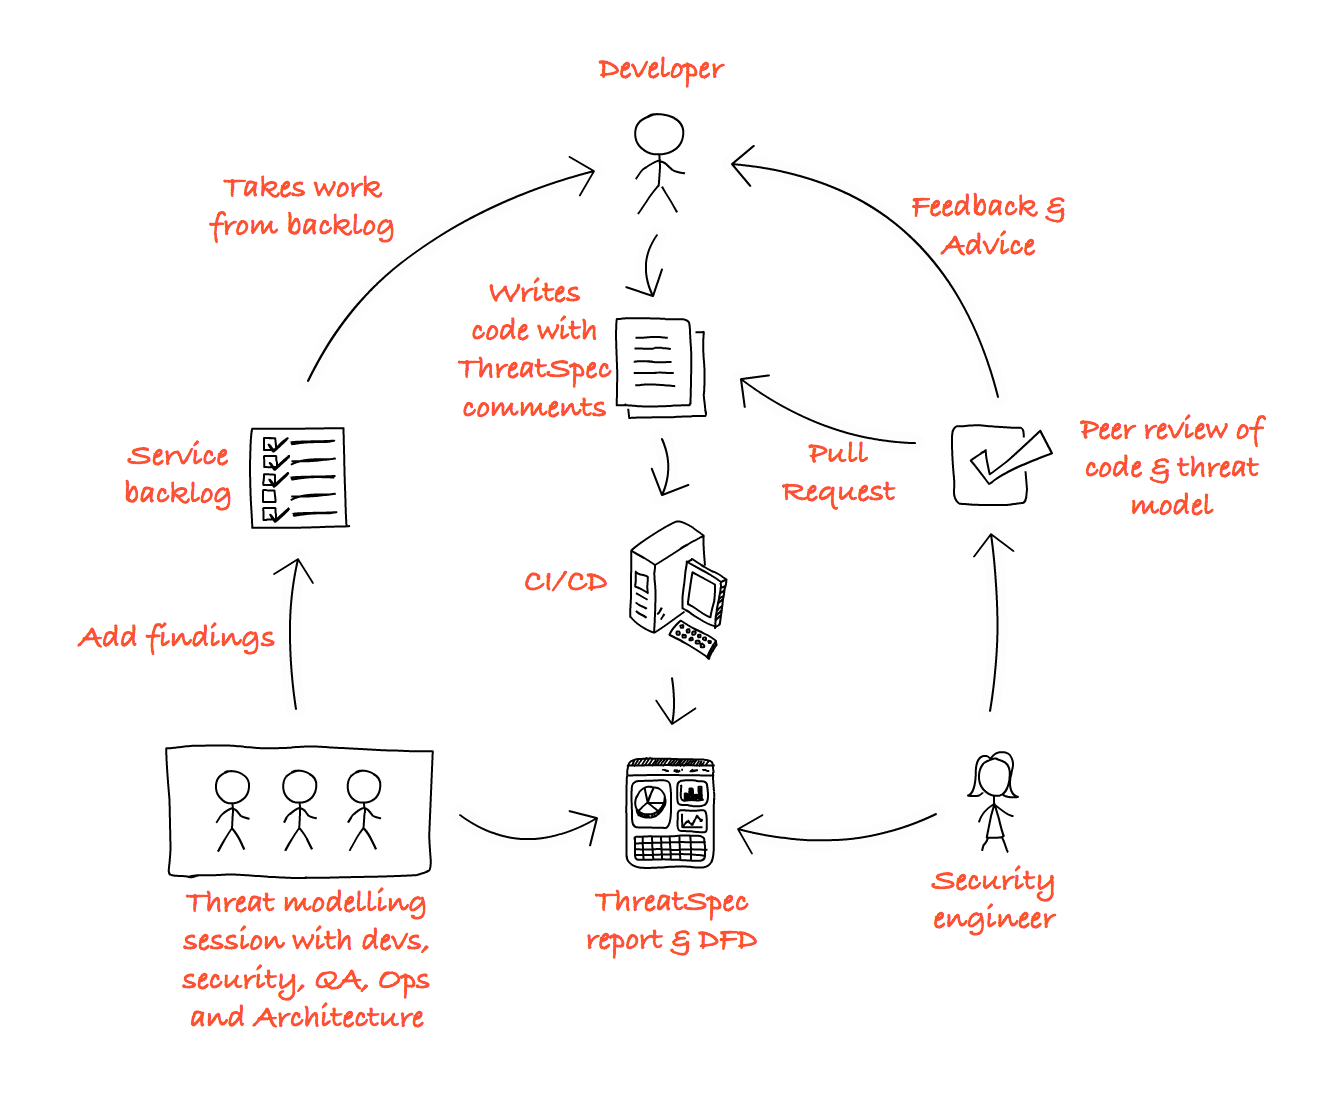 Developer
Takes work
from backlog
Feedback &
Advice
Writes
code with
ThreatSpec
comments
Service
backlog
Pull
Request
Peer review of
code & threat
model
CI/CD
Add findings
Threat modelling
session with devs,
security, QA, Ops
and Architecture
ThreatSpec
report & DFD
Security
engineer